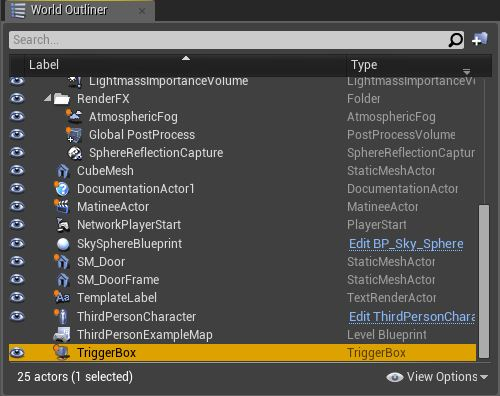 World Outliner
Search...
Label Type
LightmassImportanceVolume LightmassImportanceVo
RenderFX Folder
AtmosphericFog AtmosphericFog
Global PostProcess PostProcessVolume
SphereReflectionCapture SphereReflectionCaptur
CubeMesh StaticMeshActor
DocumentationActor1 DocumentationActor
MatineeActor MatineeActor
NetworkPlayerStart PlayerStart
SkySphereBlueprint Edit BP_Sky_Sphere
SM_Door StaticMeshActor
SM_DoorFrame StaticMeshActor
Aa TemplateLabel TextRenderActor
ThirdPersonCharacter Edit ThirdPersonChara
ThirdPersonExampleMap Level Blueprint
TriggerBox TriggerBox
25 actors (1 selected) View Options